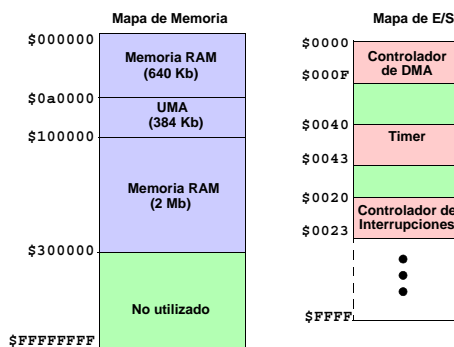 Mapa de Memoria
$000000
Memoria RAM
(640 Kb)
$0a0000
UMA
(384 Kb)
$100000
Memoria RAM
(2 Mb)
$300000
No utilizado
$FFFFFFFF
Mapa de E/S
$0000
Controlador
de DMA
$000F
$0040
Timer
$0043
$0020
Controlador de
Interrupciones
$0023
$FFFF